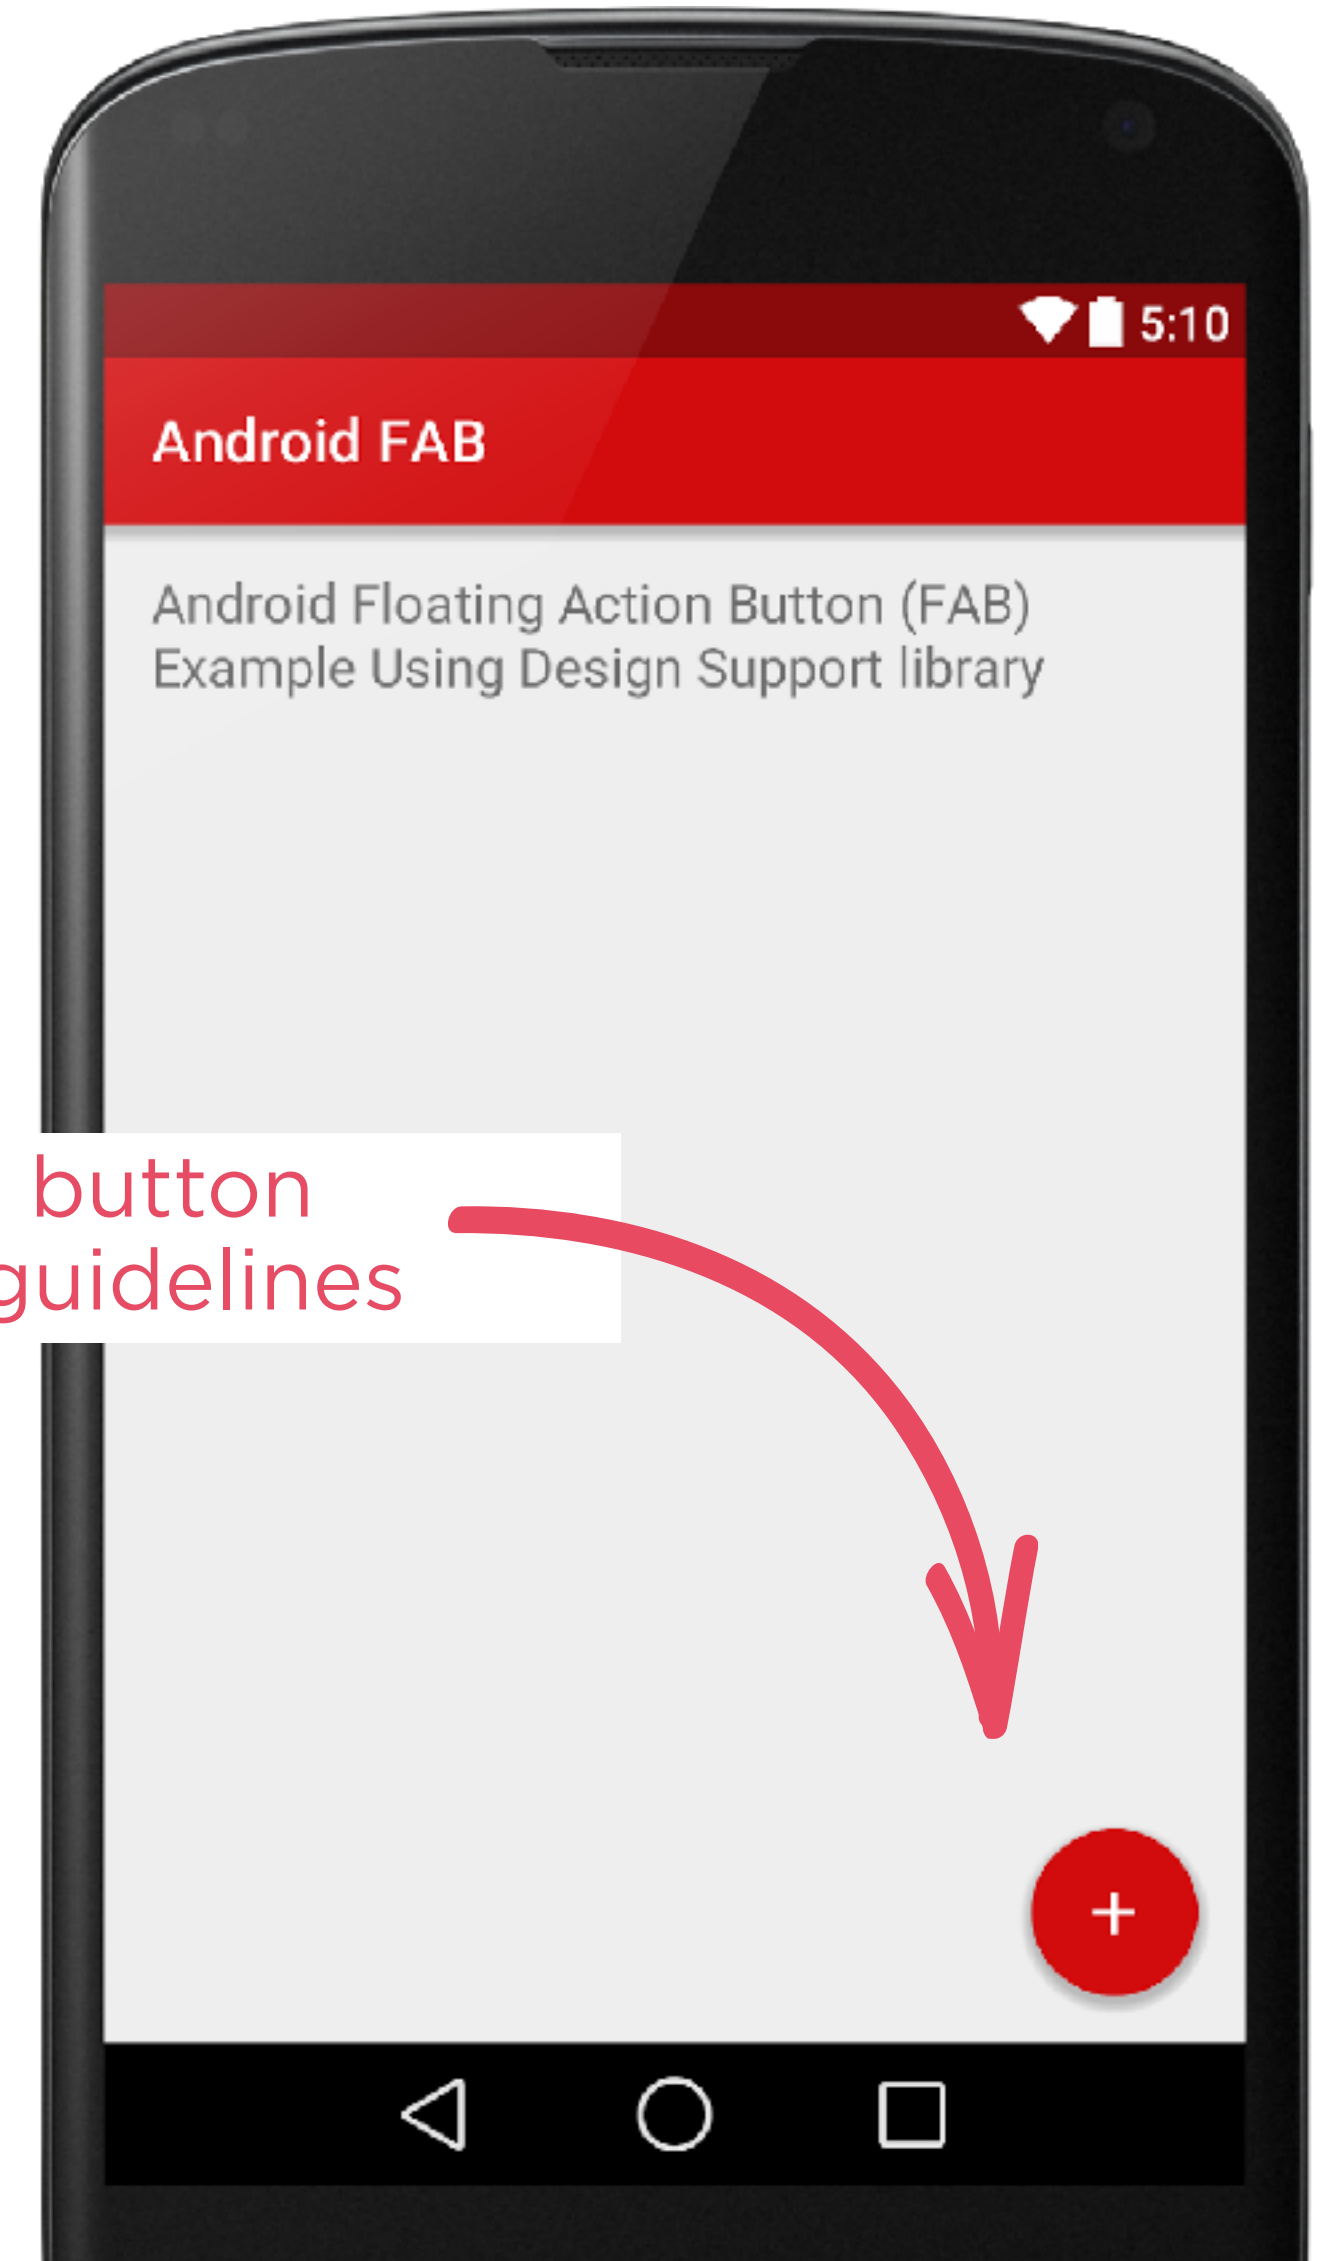 5:10
Android FAB
Android Floating Action Button (FAB)
Example Using Design Support library
button
guidelines
+